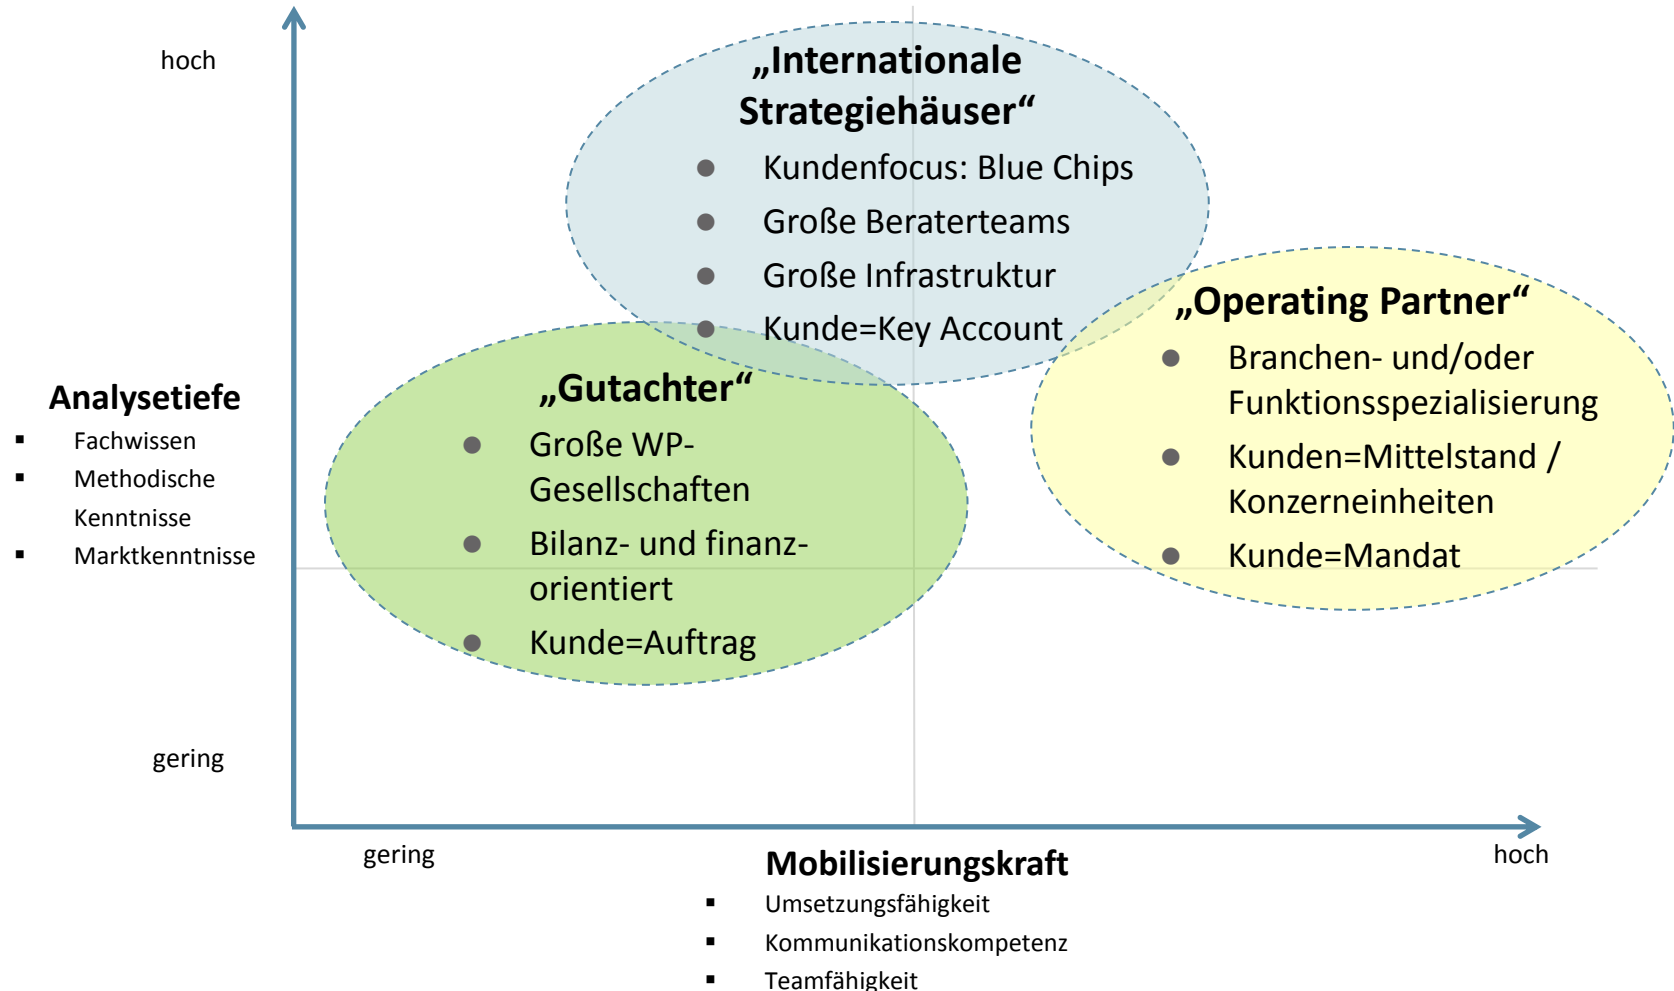 hoch
„Internationale
Strategiehäuser“
● Kundenfocus: Blue Chips
● Große Beraterteams
● Große Infrastruktur
● Kunde=Key Account
„Operating Partner“
● Branchen- und/oder
Funktionsspezialisierung
● Kunden=Mittelstand /
Konzerneinheiten
● Kunde=Mandat
„Gutachter“
● Große WP-
Gesellschaften
● Bilanz- und finanz-
orientiert
● Kunde=Auftrag
Analysetiefe
▪ Fachwissen
▪ Methodische
Kenntnisse
▪ Marktkenntnisse
gering
gering
hoch
Mobilisierungskraft
▪ Umsetzungsfähigkeit
▪ Kommunikationskompetenz
▪ Teamfähigkeit